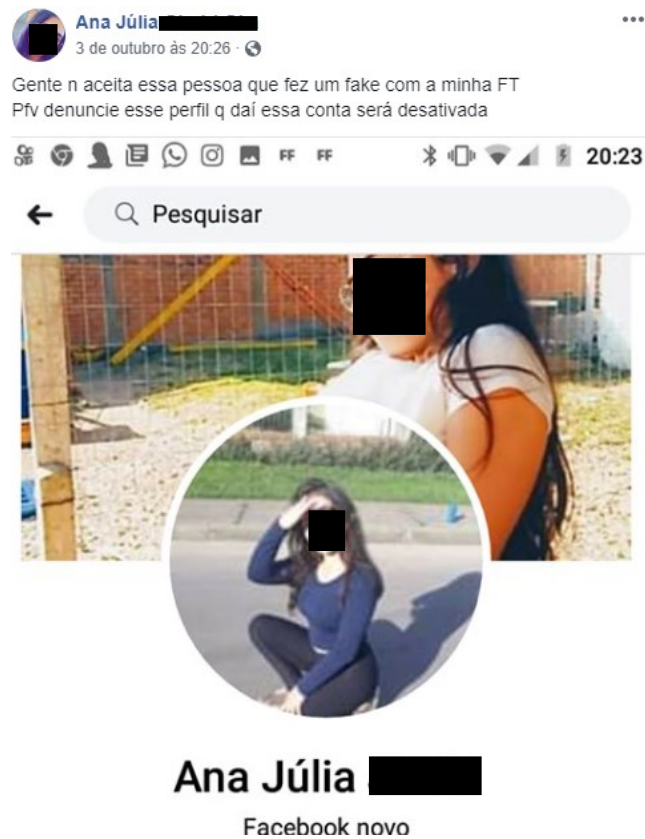 Ana Júlia
3 de outubro às 20:26 ·
Gente n aceita essa pessoa que fez um fake com a minha FT
Pfv denuncie esse perfil q daí essa conta será desativada
FF FF 20:23
Pesquisar
Ana Júlia
Facebook novo